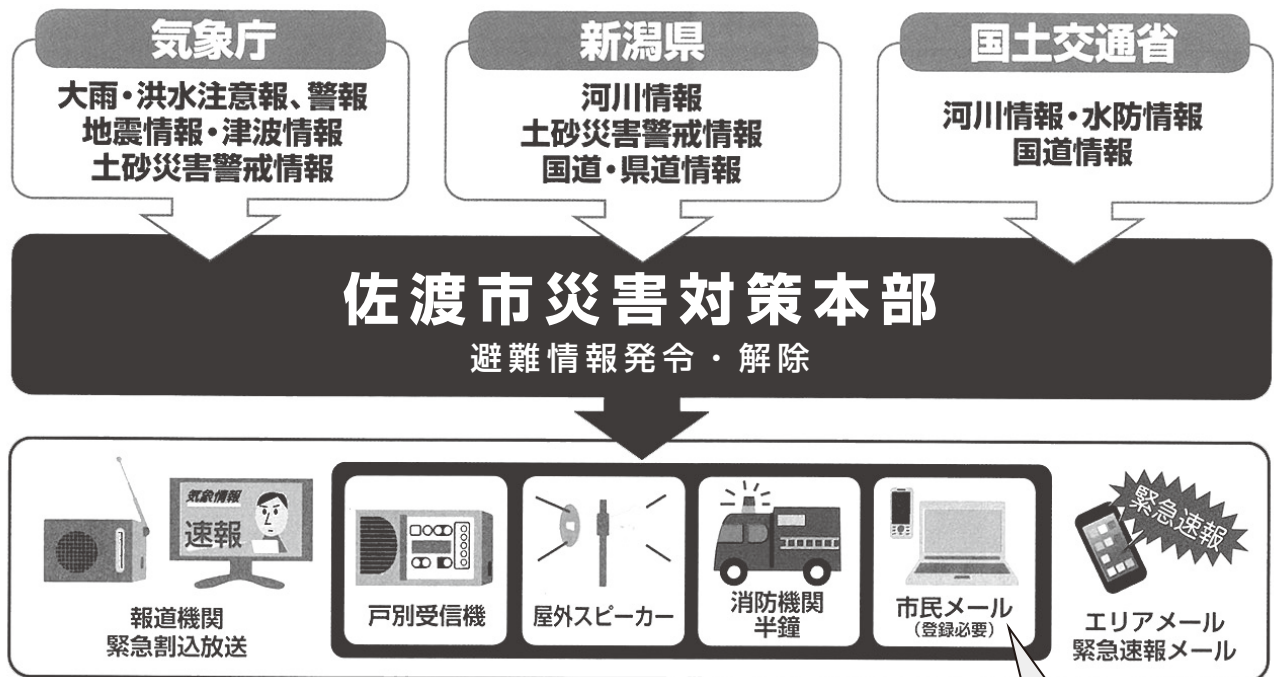 気象庁
大雨・洪水注意報、警報
地震情報・津波情報
土砂災害警戒情報
新潟県
河川情報
土砂災害警戒情報
国道・県道情報
国土交通省
河川情報・水防情報
国道情報
佐渡市災害対策本部
避難情報発令・解除
気象情報
速報
報道機関
緊急割込放送
戸別受信機
屋外スピーカー
消防機関
半鐘
市民メール
（登録必要）
緊急速報
エリアメール
緊急速報メール